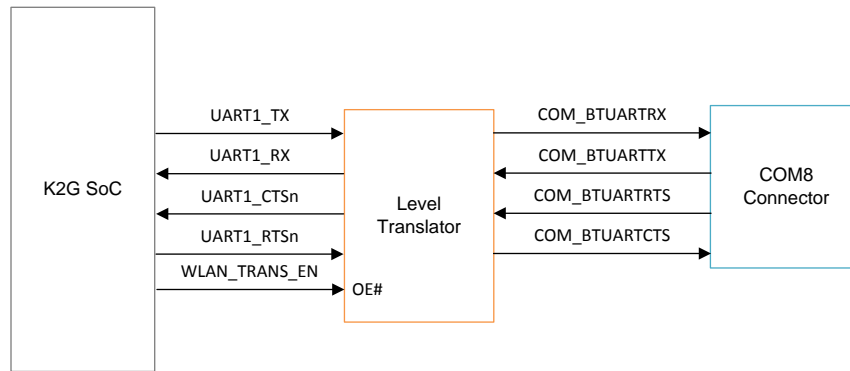 K2G SoC
UART1_TX
UART1_RX
UART1_CTSn
UART1_RTSn
WLAN_TRANS_EN
OE#
Level
Translator
COM_BTUARTRX
COM_BTUARTTX
COM_BTUARTRTS
COM_BTUARTCTS
COM8
Connector